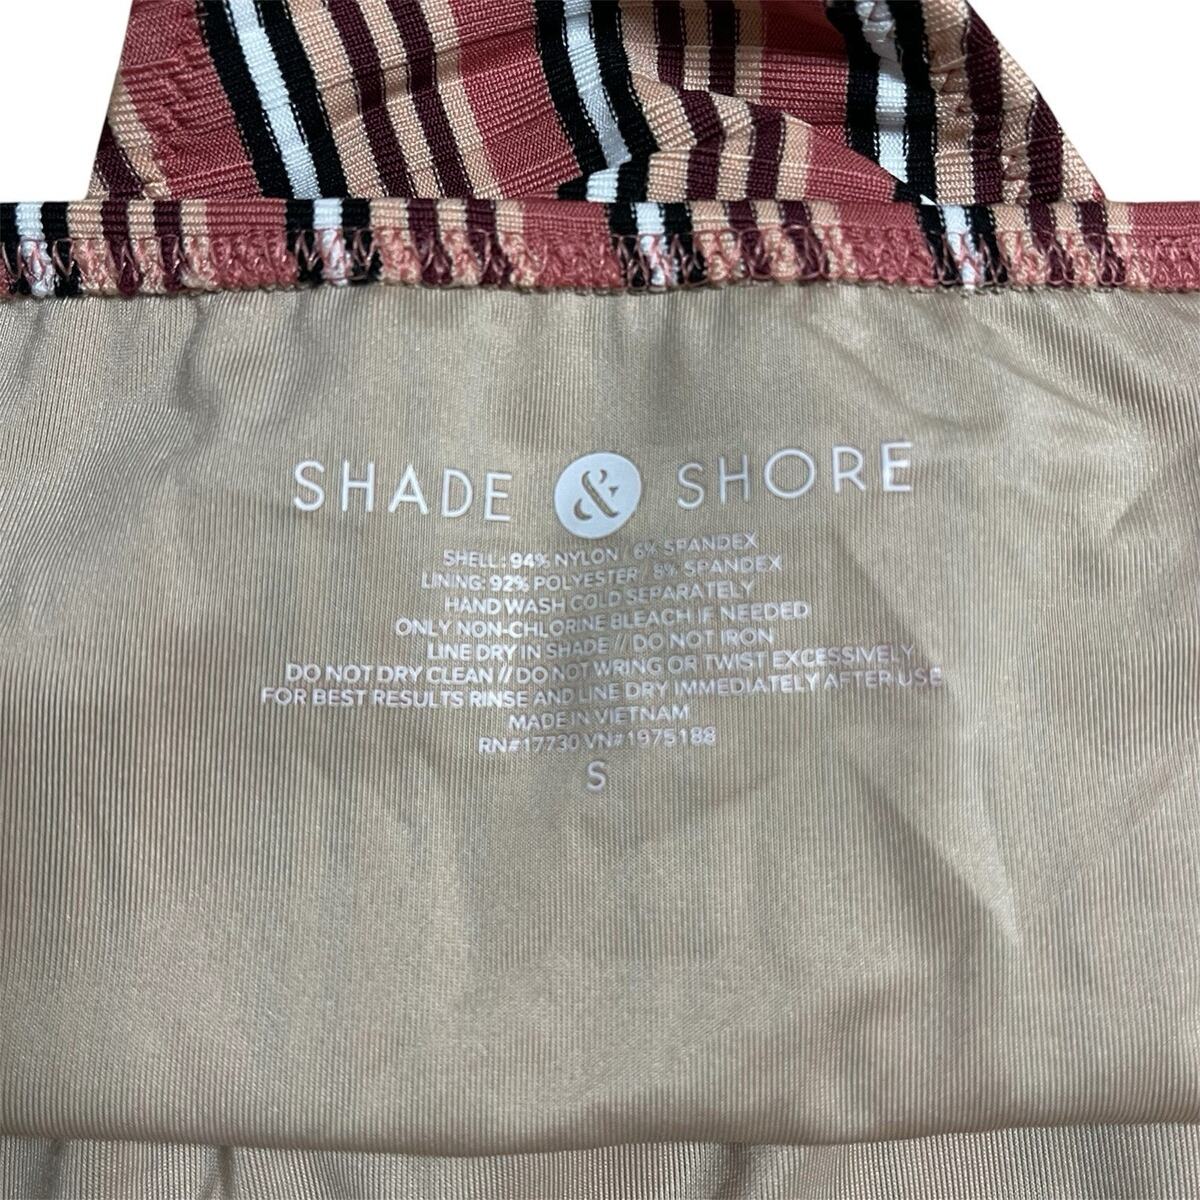 SHADE & SHORE
SHELL: 94% NYLON / 6% SPANDEX
LINING: 92% POLYESTER / 8% SPANDEX
HAND WASH COLD SEPARATELY
ONLY NON-CHLORINE BLEACH IF NEEDED
LINE DRY IN SHADE // DO NOT IRON
DO NOT DRY CLEAN // DO NOT WRING OR TWIST EXCESSIVELY
FOR BEST RESULTS RINSE AND LINE DRY IMMEDIATELY AFTER USE
MADE IN VIETNAM
RN#17730 VN#1975188
S